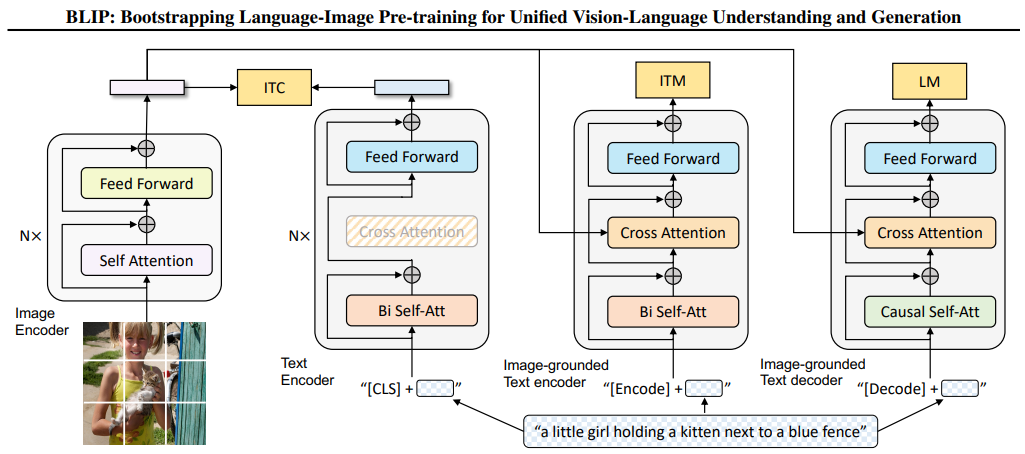 BLIP: Bootstrapping Language-Image Pre-training for Unified Vision-Language Understanding and Generation
ITC
ITM
LM
Feed Forward
Feed Forward
Feed Forward
Feed Forward
N×
N×
Cross Attention
Cross Attention
Cross Attention
Self Attention
Bi Self-Att
Bi Self-Att
Causal Self-Att
Image
Encoder
Text
Encoder
Image-grounded
Text encoder
Image-grounded
Text decoder
“[CLS] + ”
“[Encode] + ”
“[Decode] + ”
“a little girl holding a kitten next to a blue fence”